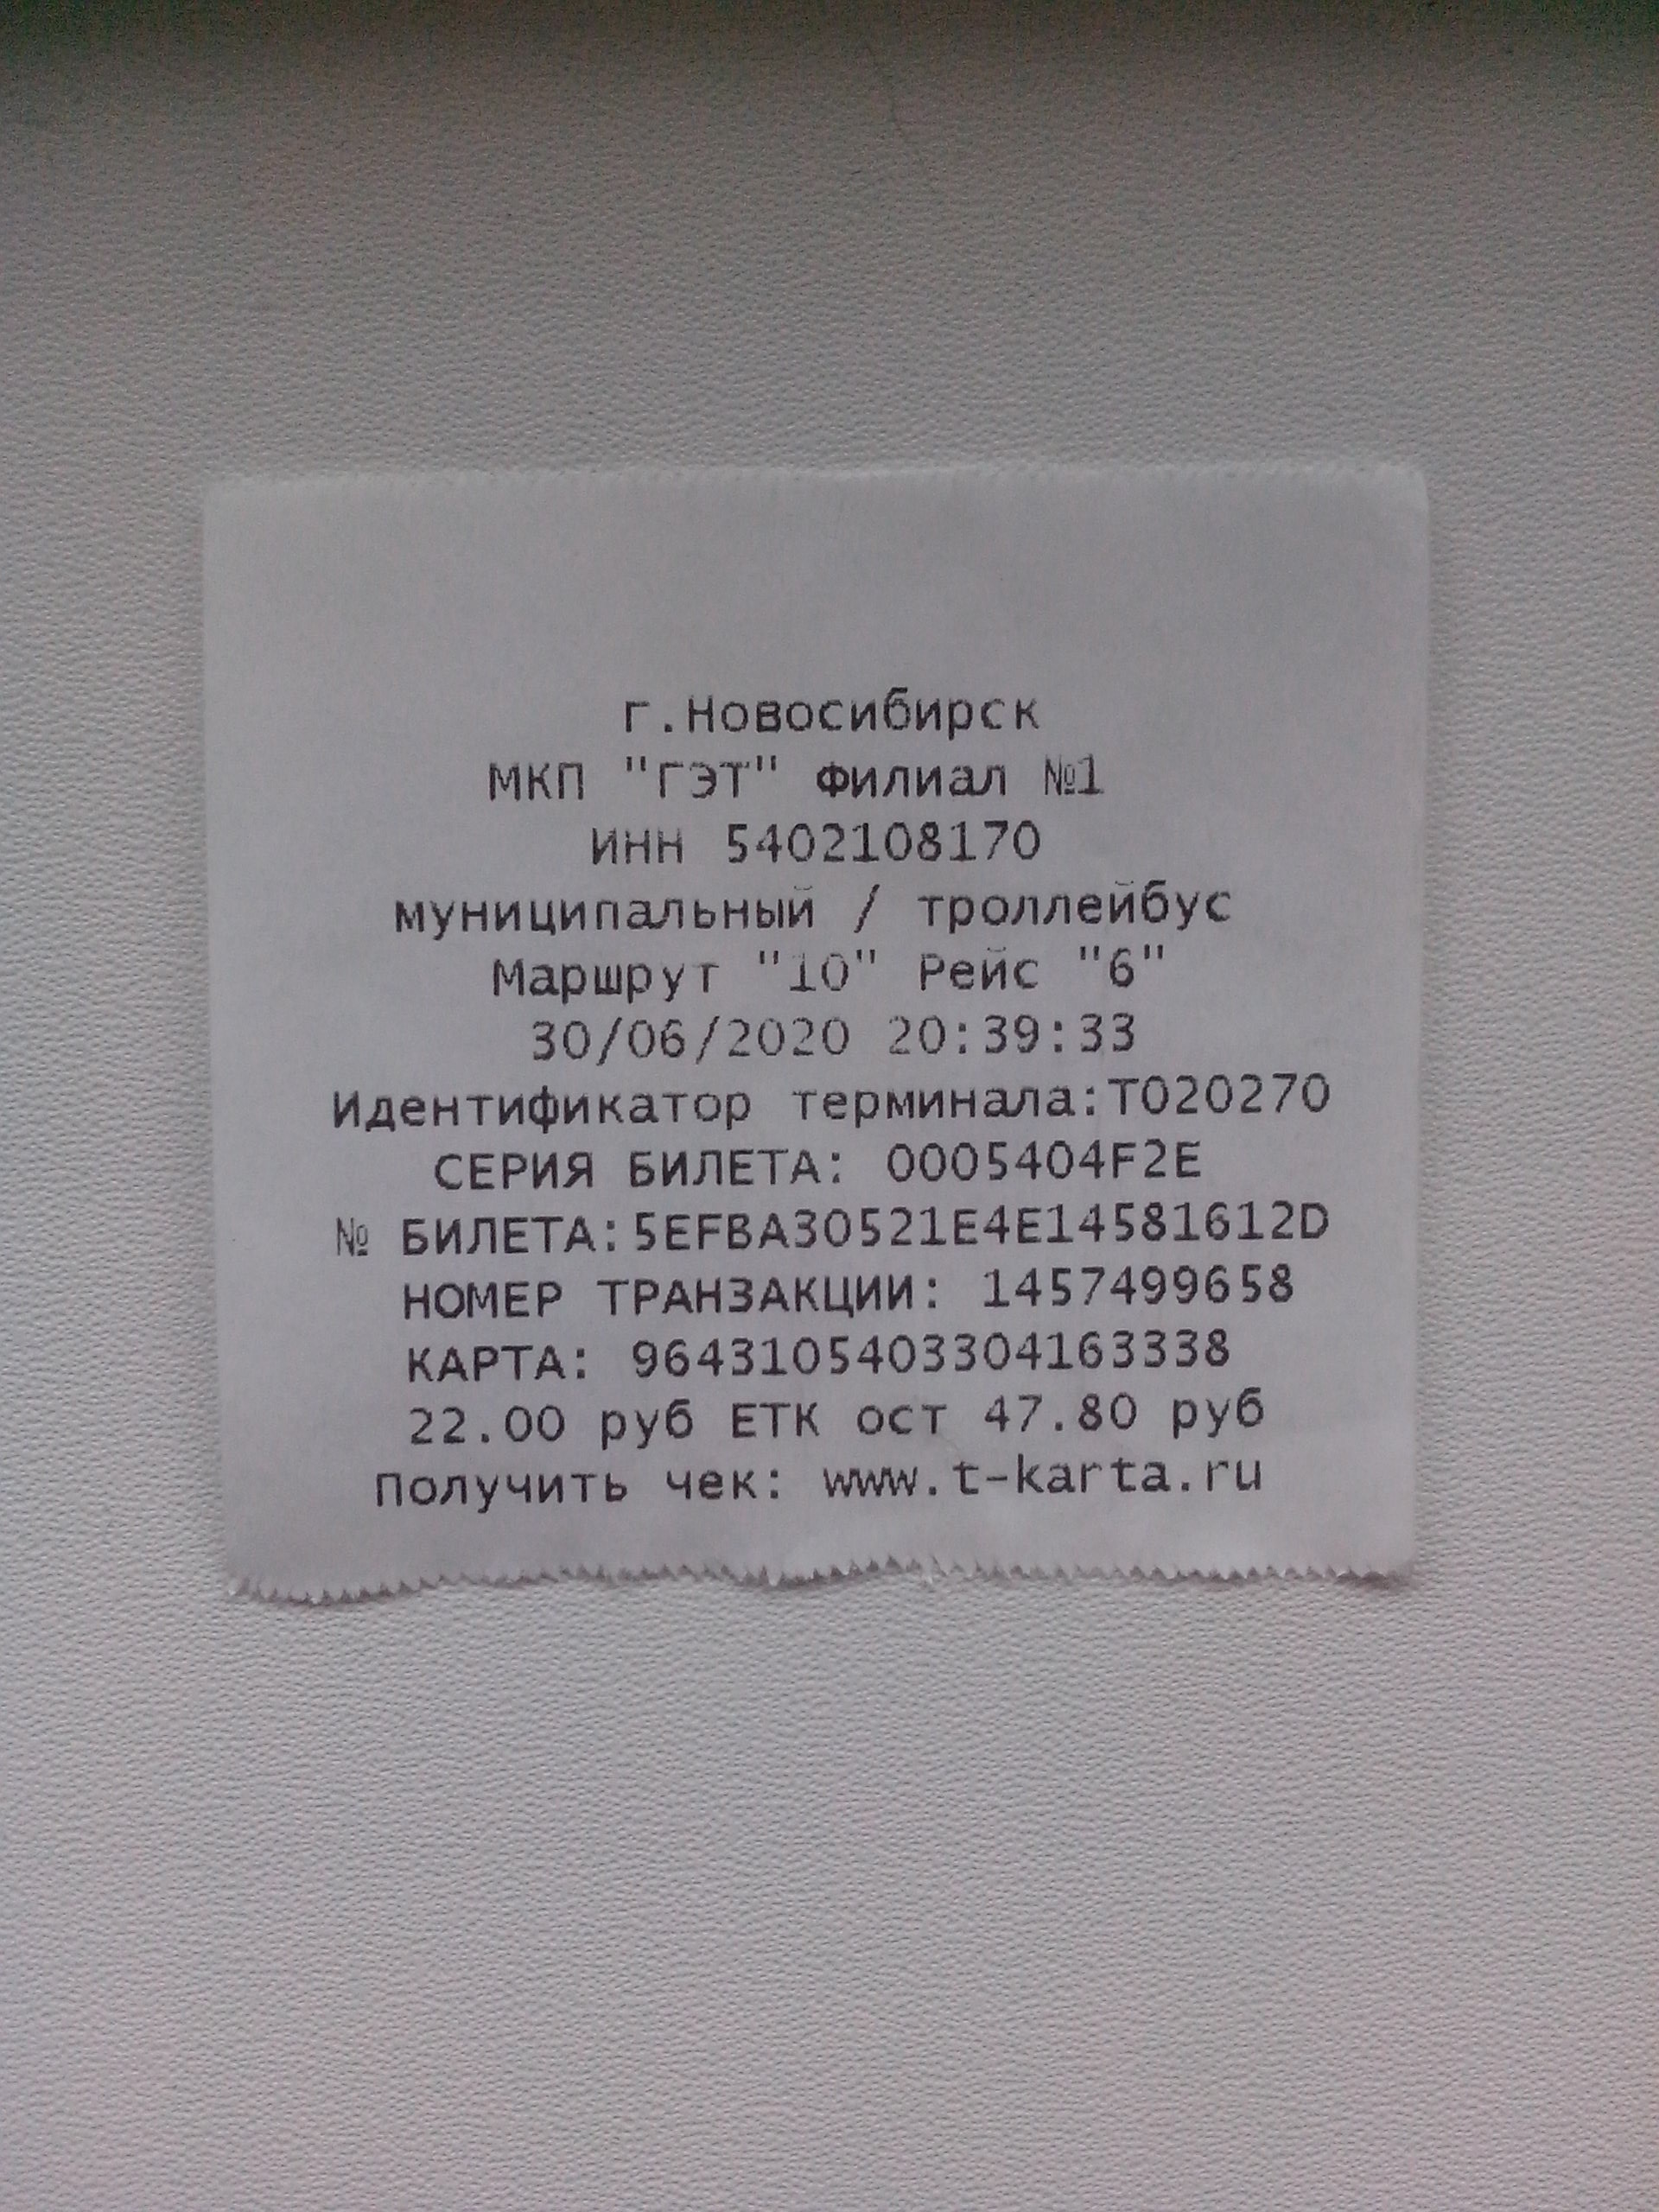 г.Новосибирск
МКП "ГЭТ" Филиал №1
ИНН 5402108170
муниципальный / троллейбус
Маршрут "10" Рейс "6"
30/06/2020 20:39:33
Идентификатор терминала:T020270
СЕРИЯ БИЛЕТА: 0005404F2E
№ БИЛЕТА:5EFBA30521E4E14581612D
НОМЕР ТРАНЗАКЦИИ: 1457499658
КАРТА: 9643105403304163338
22.00 руб ЕТК ост 47.80 руб
Получить чек: www.t-karta.ru